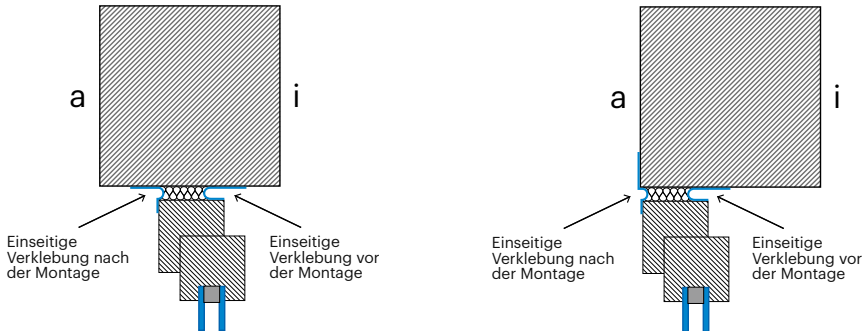 a
i
Einseitige
Verklebung nach
der Montage
Einseitige
Verklebung vor
der Montage
a
i
Einseitige
Verklebung nach
der Montage
Einseitige
Verklebung vor
der Montage